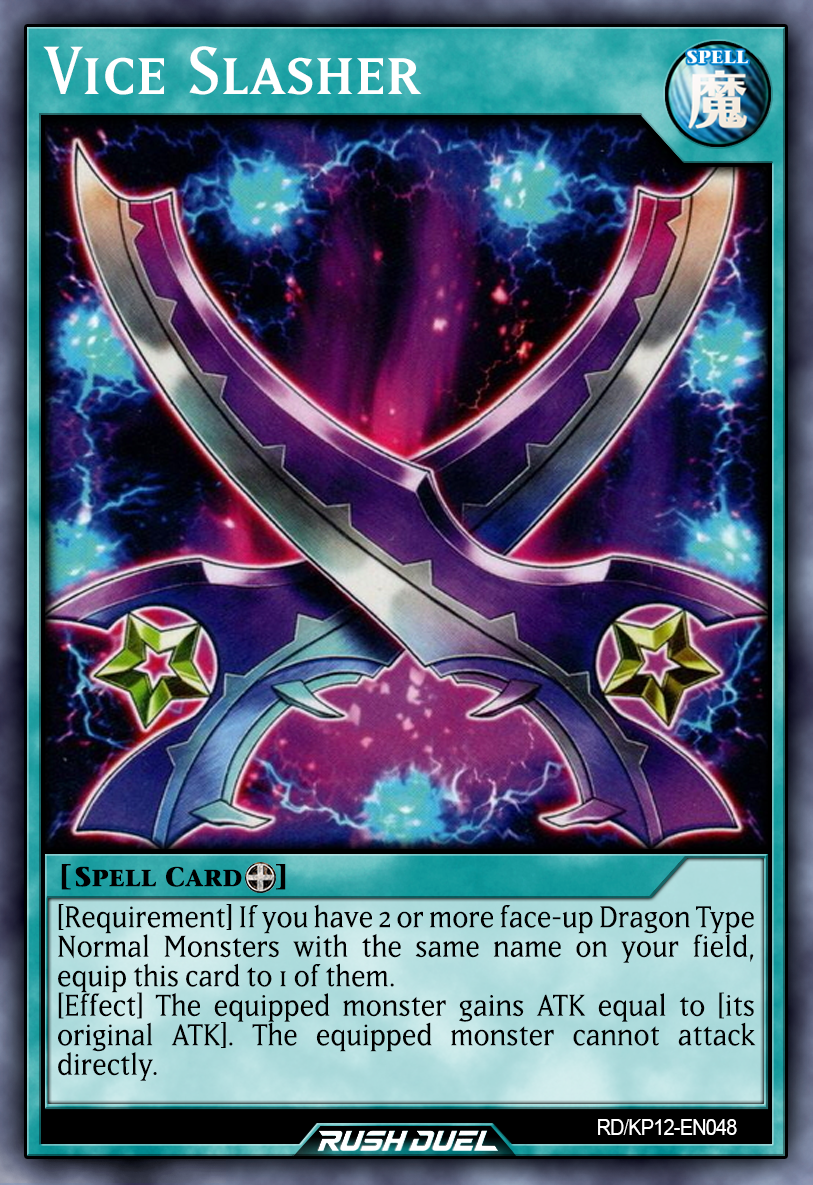 Vice Slasher
SPELL
魔
[Spell Card]
[Requirement] If you have 2 or more face-up Dragon Type
Normal Monsters with the same name on your field,
equip this card to 1 of them.
[Effect] The equipped monster gains ATK equal to [its
original ATK]. The equipped monster cannot attack
directly.
RD/KP12-EN048
RUSH DUEL